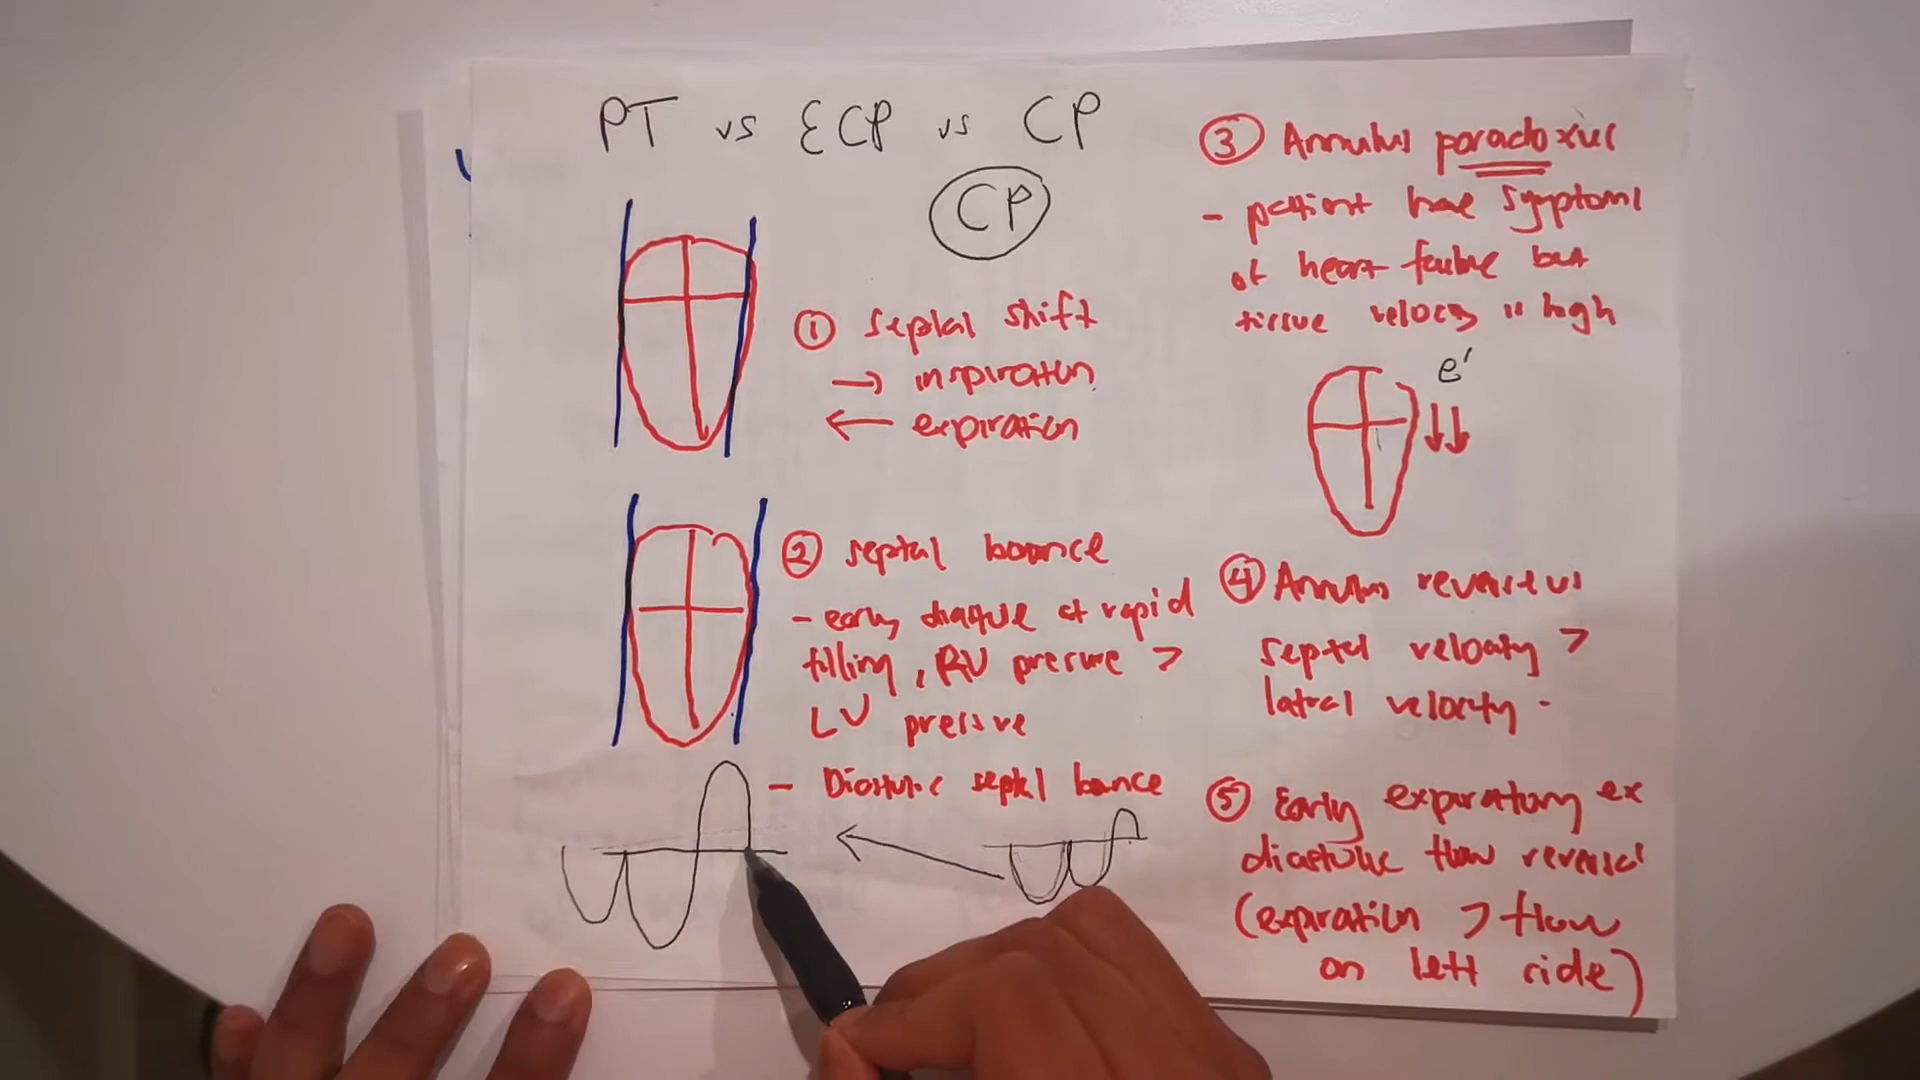 PT vs ECP vs CP
CP
① septal shift
→ inspiration
← expiration
② septal bounce
- early diastole at rapid
filling, RV pressure >
LV pressure
- Diastolic septal bounce
③ Annulus paradoxus
- patient have symptoms
of heart failure but
tissue velocity is high
e'
④ Annulus reversus
septal velocity >
lateral velocity.
⑤ Early expiratory ex
diastolic flow reversal
(expiration > flow
on left side)